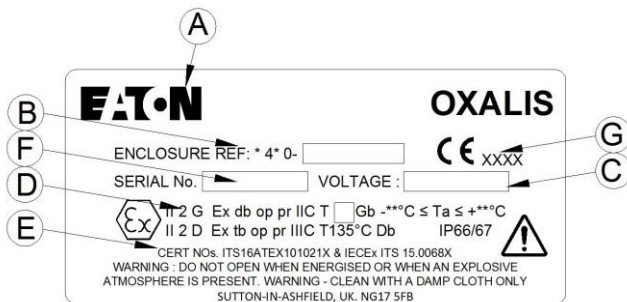 A
EATON OXALIS
B
F
D
E
G
C
ENCLOSURE REF: * 4* 0-
CE XXXX
SERIAL No. VOLTAGE :
Ex
II 2 G Ex db op pr IIC T Gb -**°C ≤ Ta ≤ +**°C
II 2 D Ex tb op pr IIIC T135°C Db IP66/67
CERT NOs. ITS16ATEX101021X & IECEx ITS 15.0068X
WARNING : DO NOT OPEN WHEN ENERGISED OR WHEN AN EXPLOSIVE
ATMOSPHERE IS PRESENT. WARNING - CLEAN WITH A DAMP CLOTH ONLY
SUTTON-IN-ASHFIELD, UK. NG17 5FB